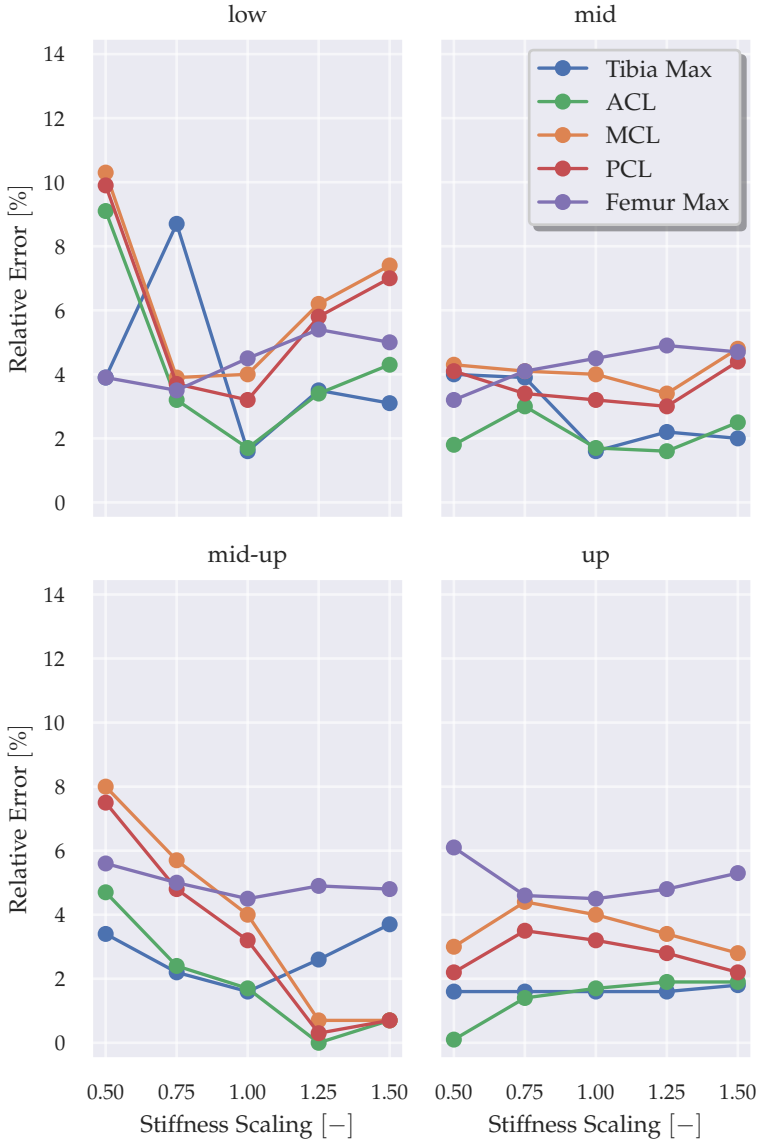 low
mid
14
12
10
8
6
4
2
0
Relative Error [%]
Tibia Max
ACL
MCL
PCL
Femur Max
mid-up
up
14
12
10
8
6
4
2
0
Relative Error [%]
0.50 0.75 1.00 1.25 1.50
0.50 0.75 1.00 1.25 1.50
Stiffness Scaling [−]
Stiffness Scaling [−]